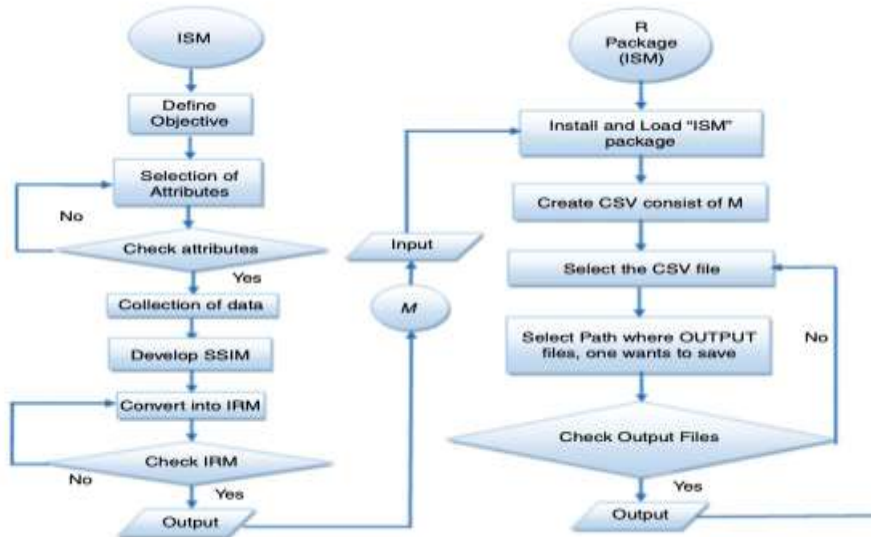 ISM
Define
Objective
Selection of
Attributes
No
Check attributes
Yes
Collection of data
Develop SSIM
Convert into IRM
Check IRM
No
Yes
Output
M
Input
R
Package
(ISM)
Install and Load “ISM”
package
Create CSV consist of M
Select the CSV file
Select Path where OUTPUT
files, one wants to save
No
Check Output Files
Yes
Output